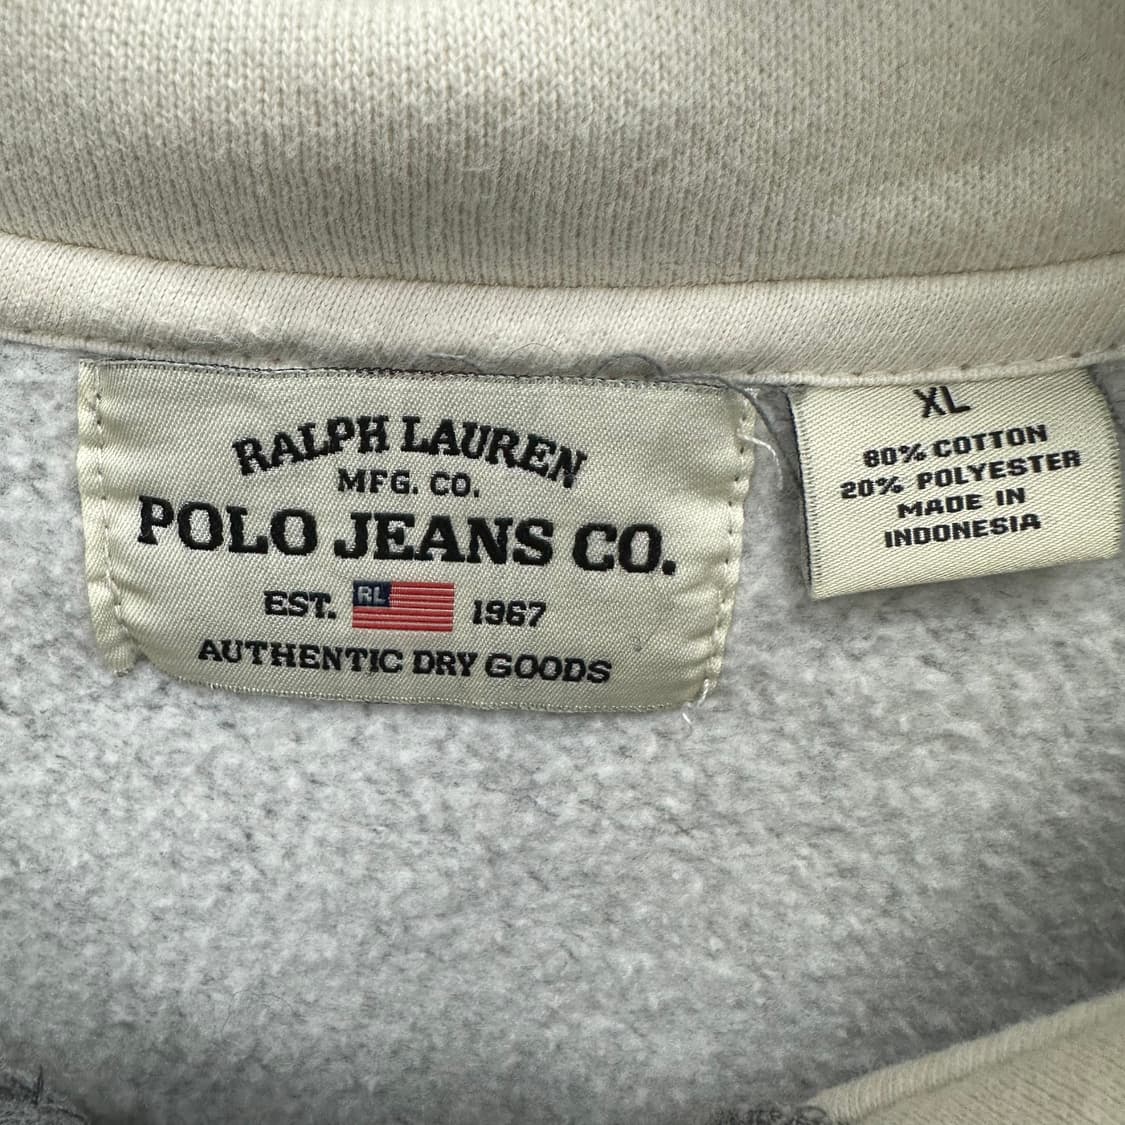 RALPH LAUREN
MFG. CO.
POLO JEANS CO.
EST. RL 1967
AUTHENTIC DRY GOODS
XL
80% COTTON
20% POLYESTER
MADE IN
INDONESIA